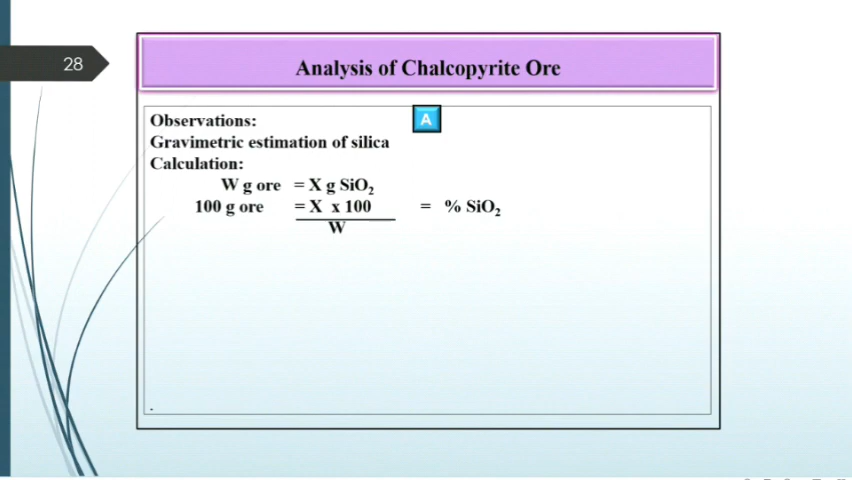 28
Analysis of Chalcopyrite Ore
A
Observations:
Gravimetric estimation of silica
Calculation:
W g ore = X g SiO₂
100 g ore = X x 100 = % SiO₂
W
.